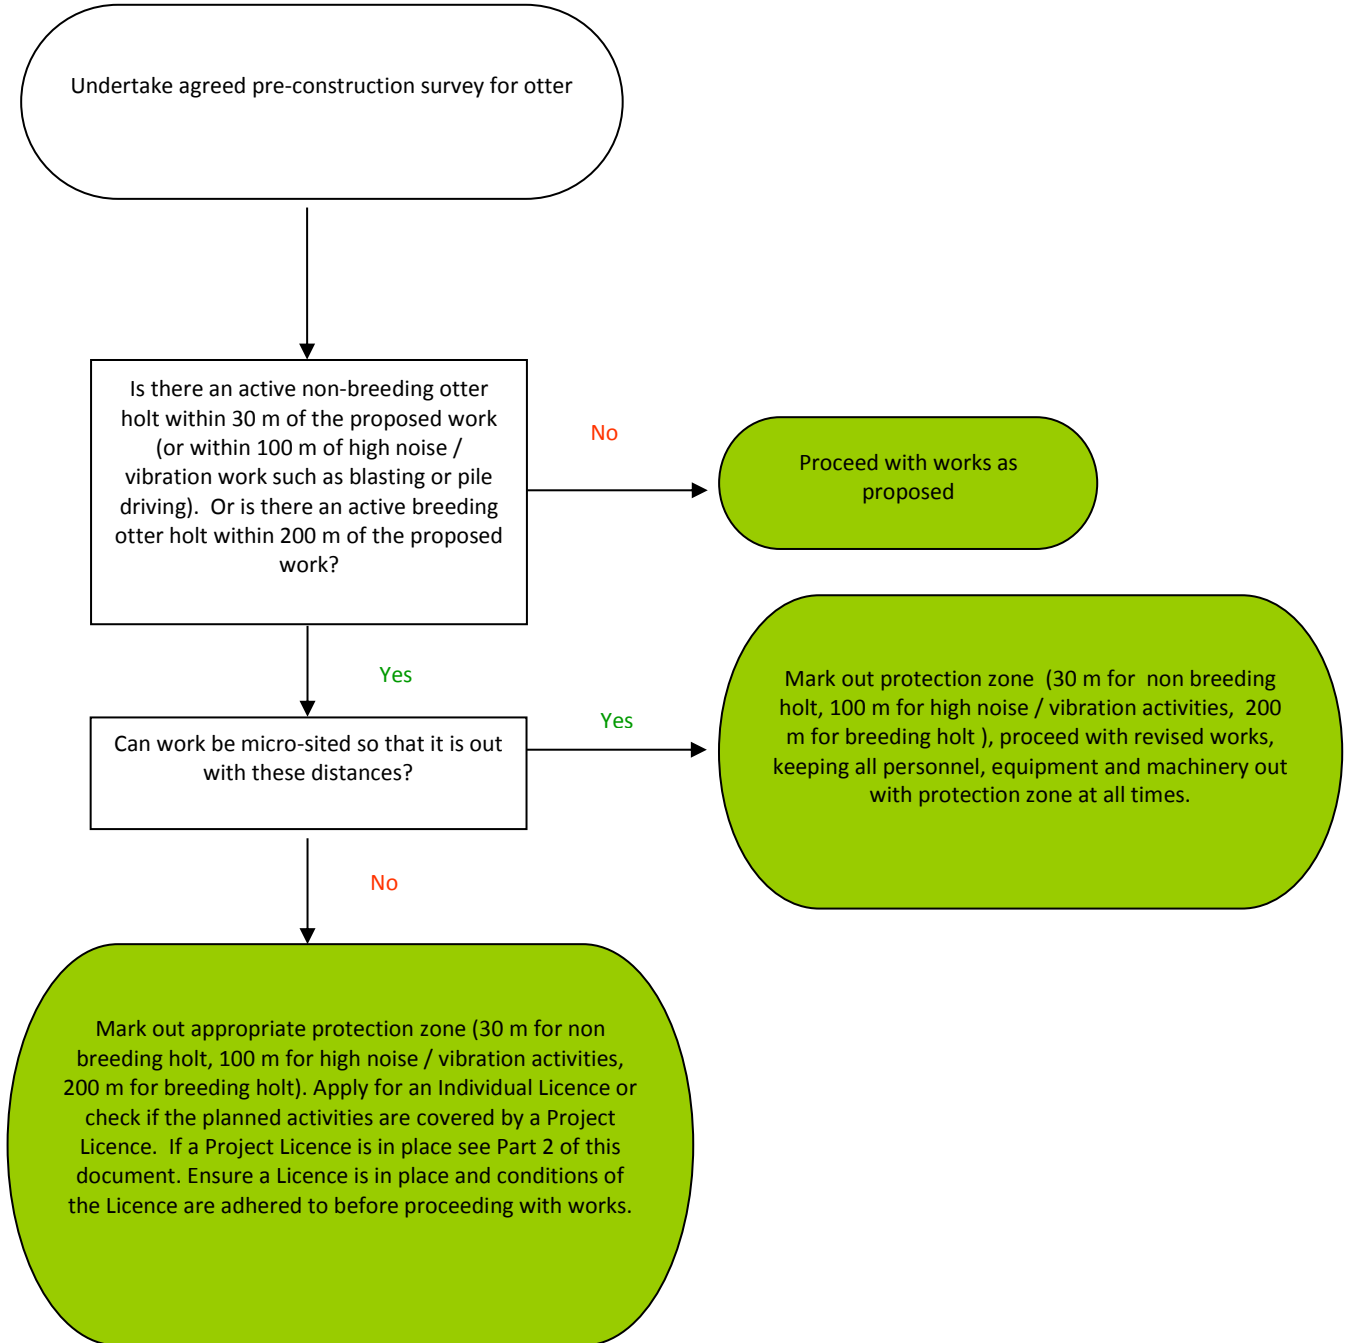 Undertake agreed pre-construction survey for otter
Is there an active non-breeding otter
holt within 30 m of the proposed work
(or within 100 m of high noise /
vibration work such as blasting or pile
driving).  Or is there an active breeding
otter holt within 200 m of the proposed
work?
No
Proceed with works as
proposed
Yes
Can work be micro-sited so that it is out
with these distances?
Yes
Mark out protection zone  (30 m for  non breeding
holt, 100 m for high noise / vibration activities,  200
m for breeding holt ), proceed with revised works,
keeping all personnel, equipment and machinery out
with protection zone at all times.
No
Mark out appropriate protection zone (30 m for non
breeding holt, 100 m for high noise / vibration activities,
200 m for breeding holt). Apply for an Individual Licence or
check if the planned activities are covered by a Project
Licence.  If a Project Licence is in place see Part 2 of this
document. Ensure a Licence is in place and conditions of
the Licence are adhered to before proceeding with works.